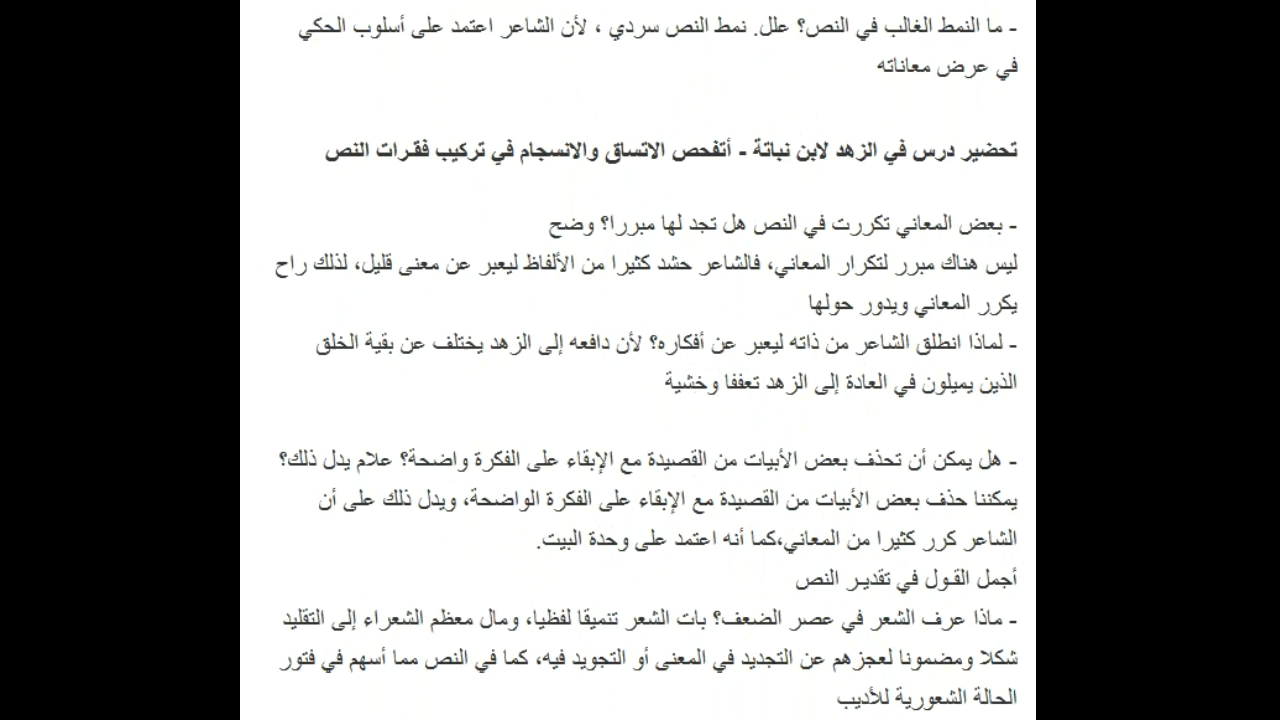 - ما النمط الغالب في النص؟ علل. نمط النص سردي ، لأن الشاعر اعتمد على أسلوب الحكي
في عرض معاناته
تحضير درس في الزهد لابن نباتة - أتفحص الاتساق والانسجام في تركيب فقـرات النص
- بعض المعاني تكررت في النص هل تجد لها مبررا؟ وضح
ليس هناك مبرر لتكرار المعاني، فالشاعر حشد كثيرا من الألفاظ ليعبر عن معنى قليل، لذلك راح
يكرر المعاني ويدور حولها
- لماذا انطلق الشاعر من ذاته ليعبر عن أفكاره؟ لأن دافعه إلى الزهد يختلف عن بقية الخلق
الذين يميلون في العادة إلى الزهد تعففا وخشية
- هل يمكن أن تحذف بعض الأبيات من القصيدة مع الإبقاء على الفكرة واضحة؟ علام يدل ذلك؟
يمكننا حذف بعض الأبيات من القصيدة مع الإبقاء على الفكرة الواضحة، ويدل ذلك على أن
الشاعر كرر كثيرا من المعاني،كما أنه اعتمد على وحدة البيت.
أجمل القـول في تقديـر النص
- ماذا عرف الشعر في عصر الضعف؟ بات الشعر تنميقا لفظيا، ومال معظم الشعراء إلى التقليد
شكلا ومضمونا لعجزهم عن التجديد في المعنى أو التجويد فيه، كما في النص مما أسهم في فتور
الحالة الشعورية للأديب